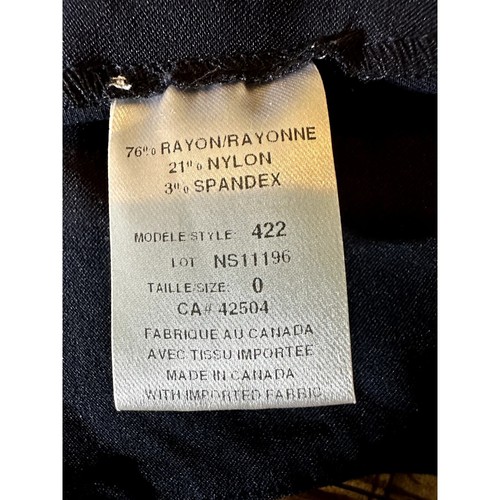 76% RAYON/RAYONNE
21% NYLON
3% SPANDEX
MODELE STYLE: 422
LOT NS11196
TAILLE/SIZE: 0
CA# 42504
FABRIQUE AU CANADA
AVEC TISSU IMPORTEE
MADE IN CANADA
WITH IMPORTED FABRIC